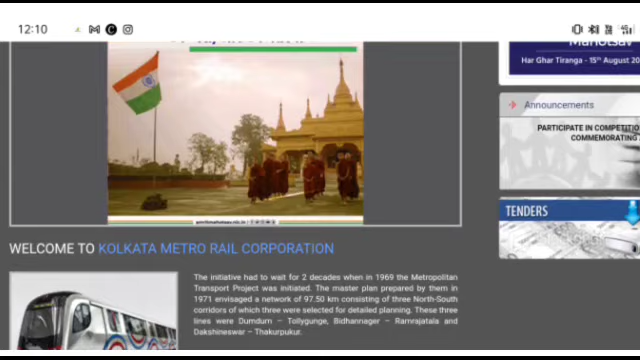 12:10
Mahotsav
Har Ghar Tiranga - 15th August 20
Announcements
PARTICIPATE IN COMPETITIO
COMMEMORATING
TENDERS
WELCOME TO KOLKATA METRO RAIL CORPORATION
The initiative had to wait for 2 decades when in 1969 the Metropolitan
Transport Project was initiated. The master plan prepared by them in
1971 envisaged a network of 97.50 km consisting of three North-South
corridors of which three were selected for detailed planning. These three
lines were Dumdum – Tollygunge, Bidhannager – Ramrajatala and
Dakshineswar – Thakurpukur.